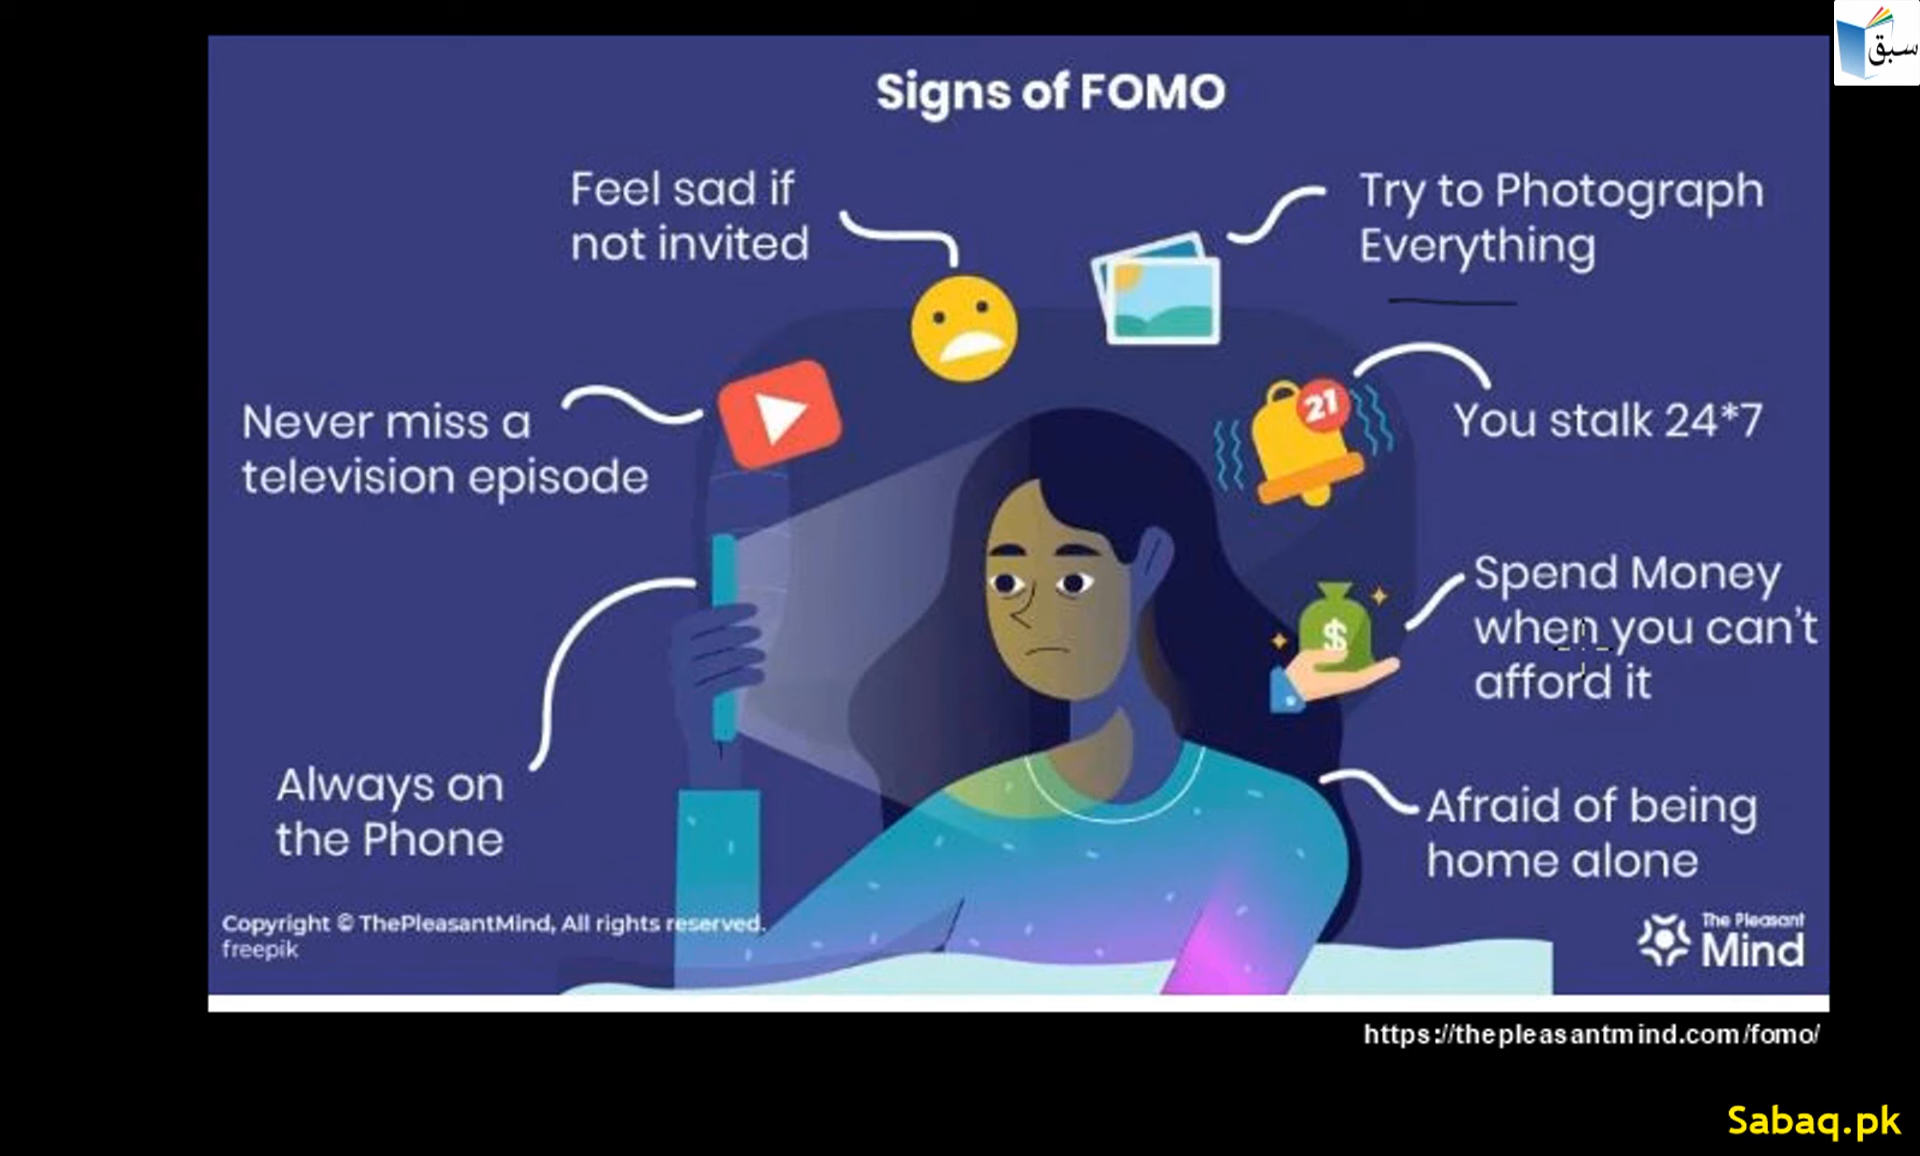 سبق
Signs of FOMO
Feel sad if
not invited
Try to Photograph
Everything
21
Never miss a
television episode
You stalk 24*7
Spend Money
when you can't
afford it
$
Always on
the Phone
Afraid of being
home alone
Copyright © ThePleasantMind, All rights reserved.
freepik
The Pleasant
Mind
https://thepleasantmind.com/fomo/
Sabaq.pk